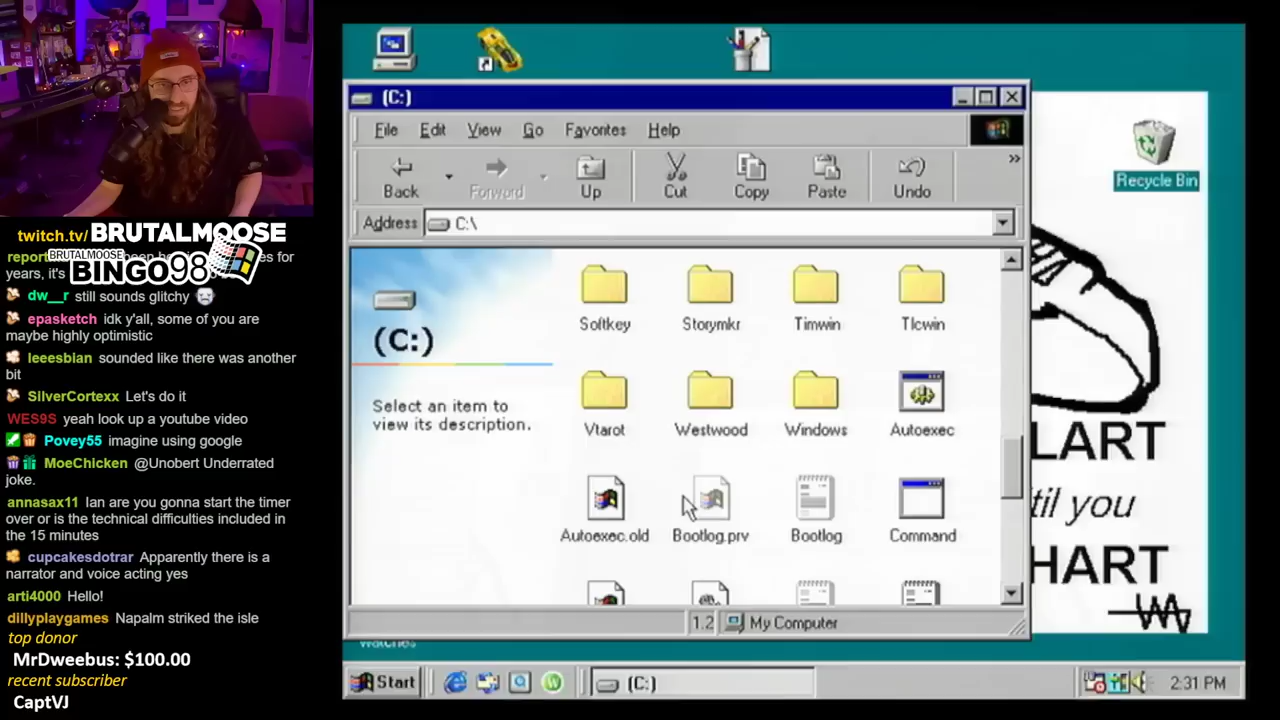 twitch.tv/BRUTALMOOSE
BRUTALMOOSE
BINGO98
years, it's
dw__r still sounds glitchy
epasketch idk y'all, some of you are
maybe highly optimistic
leeesbian sounded like there was another
bit
SilverCortexx Let's do it
WES9S yeah look up a youtube video
Povey55 imagine using google
MoeChicken @Unobert Underrated
joke.
annasax11 Ian are you gonna start the timer
over or is the technical difficulties included in
the 15 minutes
cupcakesdotrar Apparently there is a
narrator and voice acting yes
arti4000 Hello!
dillyplaygames Napalm striked the isle
top donor
MrDweebus: $100.00
recent subscriber
CaptVJ
(C:)
File Edit View Go Favorites Help
Back Forward Up Cut Copy Paste Undo
Address C:\
(C:)
Select an item to
view its description.
Softkey Storymkr Timwin Tlcwin
Vtarot Westwood Windows Autoexec
Autoexec.old Bootlog.prv Bootlog Command
1.2 My Computer
Recycle Bin
LART
til you
HART
Watches
Start (C:) 2:31 PM